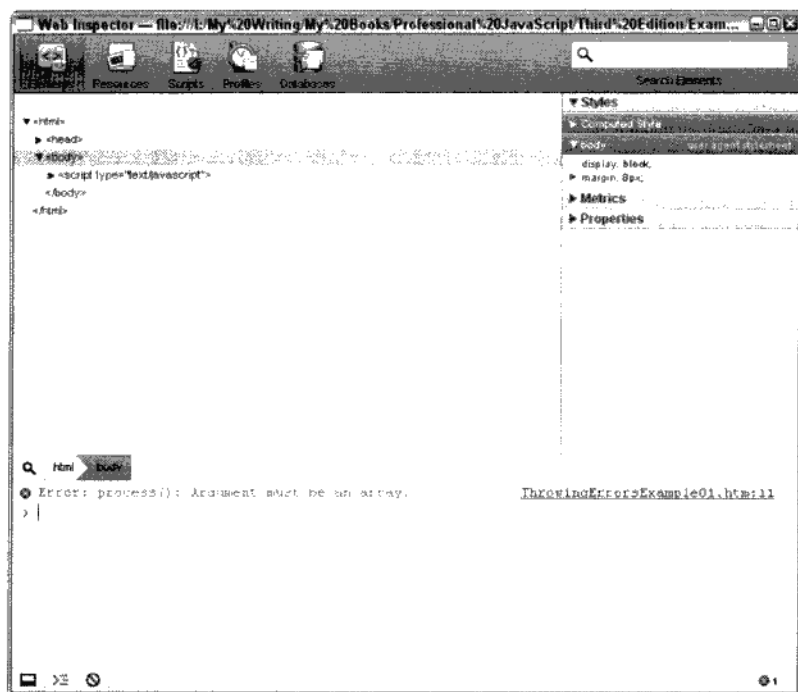 Web Inspector — file:///L:/My%20Writing/My%20Books/Professional%20JavaScript/Third%20Edition/Exam...
Elements Resources Scripts Profiles Databases
Search Elements
▼ <html>
▶ <head>
▼ <body>
▶ <script type="text/javascript">
</body>
</html>
▼ Styles
▶ Computed Style
▼ body user agent stylesheet
display: block;
▶ margin: 8px;
▶ Metrics
▶ Properties
html body
Error: process(): Argument must be an array. ThrowingErrorsExample01.htm:11
>
1